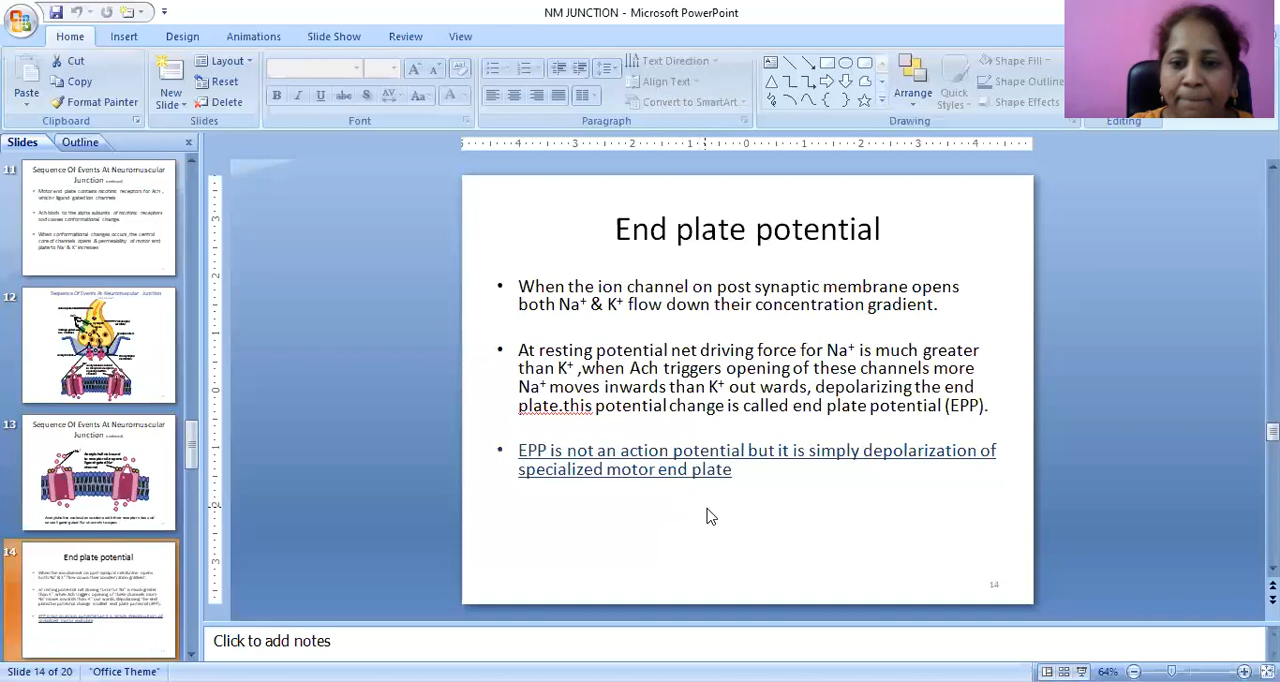 NM JUNCTION - Microsoft PowerPoint
Home Insert Design Animations Slide Show Review View
Paste
Cut
Copy
Format Painter
Clipboard
New
Slide
Layout
Reset
Delete
Slides
B I U abc S AV Aa A
Font
Text Direction
Align Text
Convert to SmartArt
Paragraph
Arrange
Quick
Styles
Shape Fill
Shape Outline
Shape Effects
Drawing
Editing
Slides Outline
11
Sequence Of Events At Neuromuscular
Junction
12
Sequence Of Events At Neuromuscular Junction
13
Sequence Of Events At Neuromuscular
Junction
14
End plate potential
End plate potential
• When the ion channel on post synaptic membrane opens
both Na⁺ & K⁺ flow down their concentration gradient.
• At resting potential net driving force for Na⁺ is much greater
than K⁺ ,when Ach triggers opening of these channels more
Na⁺ moves inwards than K⁺ out wards, depolarizing the end
plate.this potential change is called end plate potential (EPP).
• EPP is not an action potential but it is simply depolarization of
specialized motor end plate
14
Click to add notes
Slide 14 of 20 "Office Theme" 64%